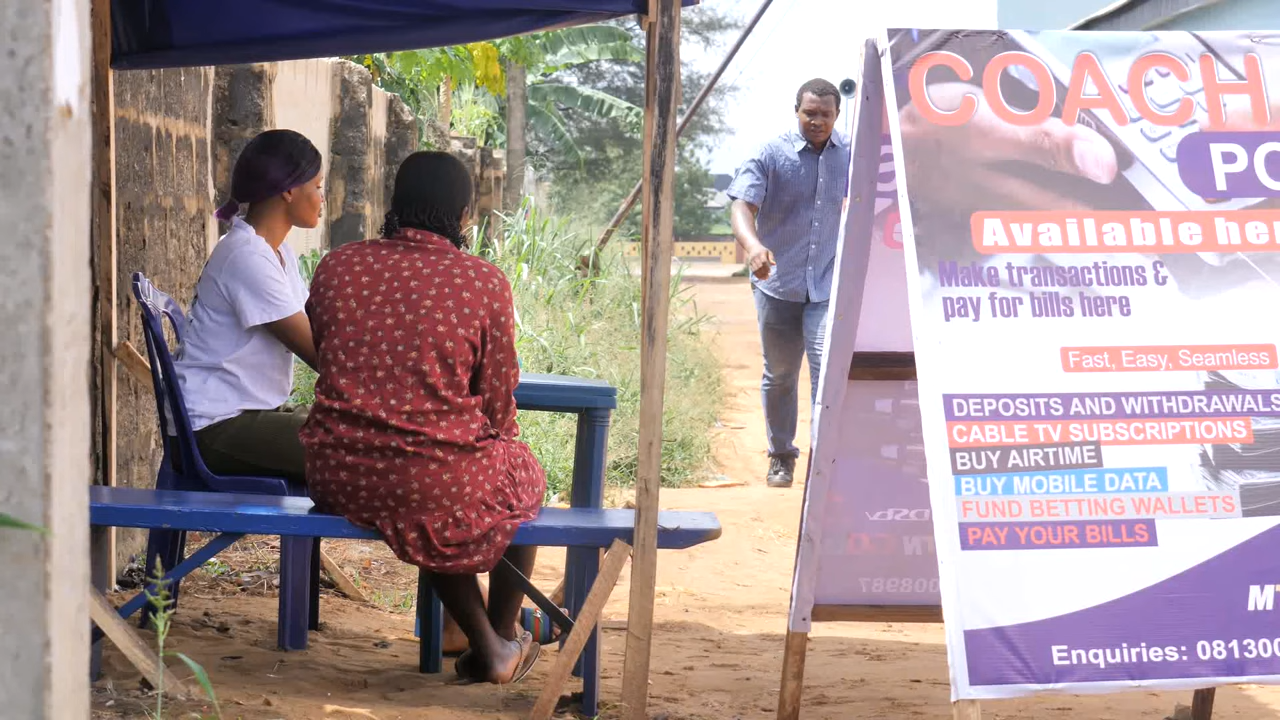 COACH
PO
Available her
Make transactions &
pay for bills here
Fast, Easy, Seamless
DEPOSITS AND WITHDRAWALS
CABLE TV SUBSCRIPTIONS
BUY AIRTIME
BUY MOBILE DATA
FUND BETTING WALLETS
PAY YOUR BILLS
Enquiries: 081300